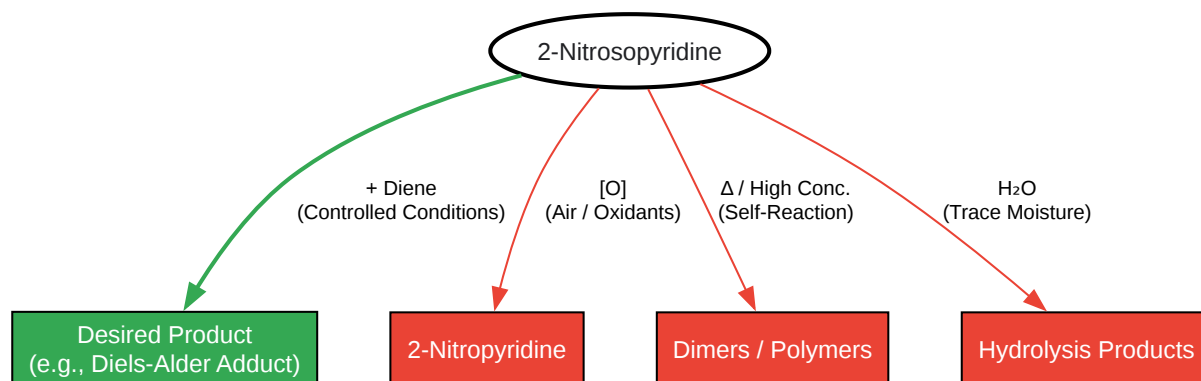 2-Nitrosopyridine
+ Diene
(Controlled Conditions)
[O]
(Air / Oxidants)
Δ / High Conc.
(Self-Reaction)
H₂O
(Trace Moisture)
Desired Product
(e.g., Diels-Alder Adduct)
2-Nitropyridine
Dimers / Polymers
Hydrolysis Products